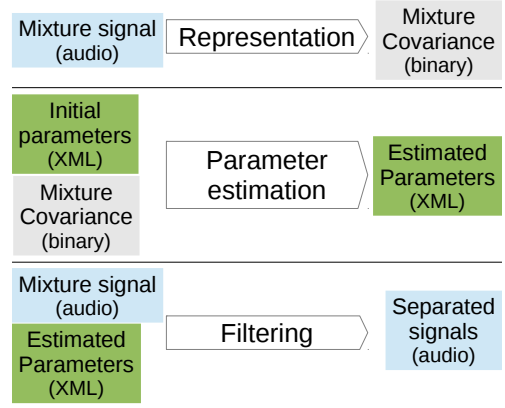 Mixture signal
(audio)
Representation
Mixture
Covariance
(binary)
Initial
parameters
(XML)
Mixture
Covariance
(binary)
Parameter
estimation
Estimated
Parameters
(XML)
Mixture signal
(audio)
Estimated
Parameters
(XML)
Filtering
Separated
signals
(audio)